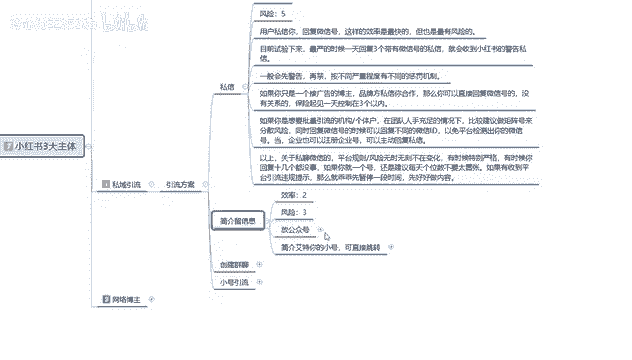 bilibili
7 小红书3大主体
1 私域引流
引流方案
私信
风险：5
用户私信你，回复微信号，这样的效率是最快的，但也是最有风险的。
目前试验下来，最严的时候一天回复3个带有微信号的私信，就会收到小红书的警告私
信。
一般会先警告，再禁，按不同严重程度有不同的惩罚机制。
如果你只是一个接广告的博主，品牌方私信你合作，那么你可以直接回复微信号的，没
有关系的，保险起见一天控制在3个以内。
如果你是想要批量引流的机构/个体户，在团队人手充足的情况下，比较建议做矩阵号来
分散风险，同时回复微信号的时候可以回复不同的微信ID，以免平台检测出你的微信
号。当，企业也可以注册企业号，可以主动回复私信。
以上，关于私聊微信的，平台规则/风险无时无刻不在变化，有时候特别严格，有时候你
回复十几个都没事，如果你就一个号，还是建议每天个位数不要太嚣张。如果有收到平
台引流违规提示，那么就乖乖先暂停一段时间，先好好做内容。
简介留信息
效率：2
风险：3
放公众号
简介艾特你的小号，可直接跳转
创建群聊
小号引流
网络博主